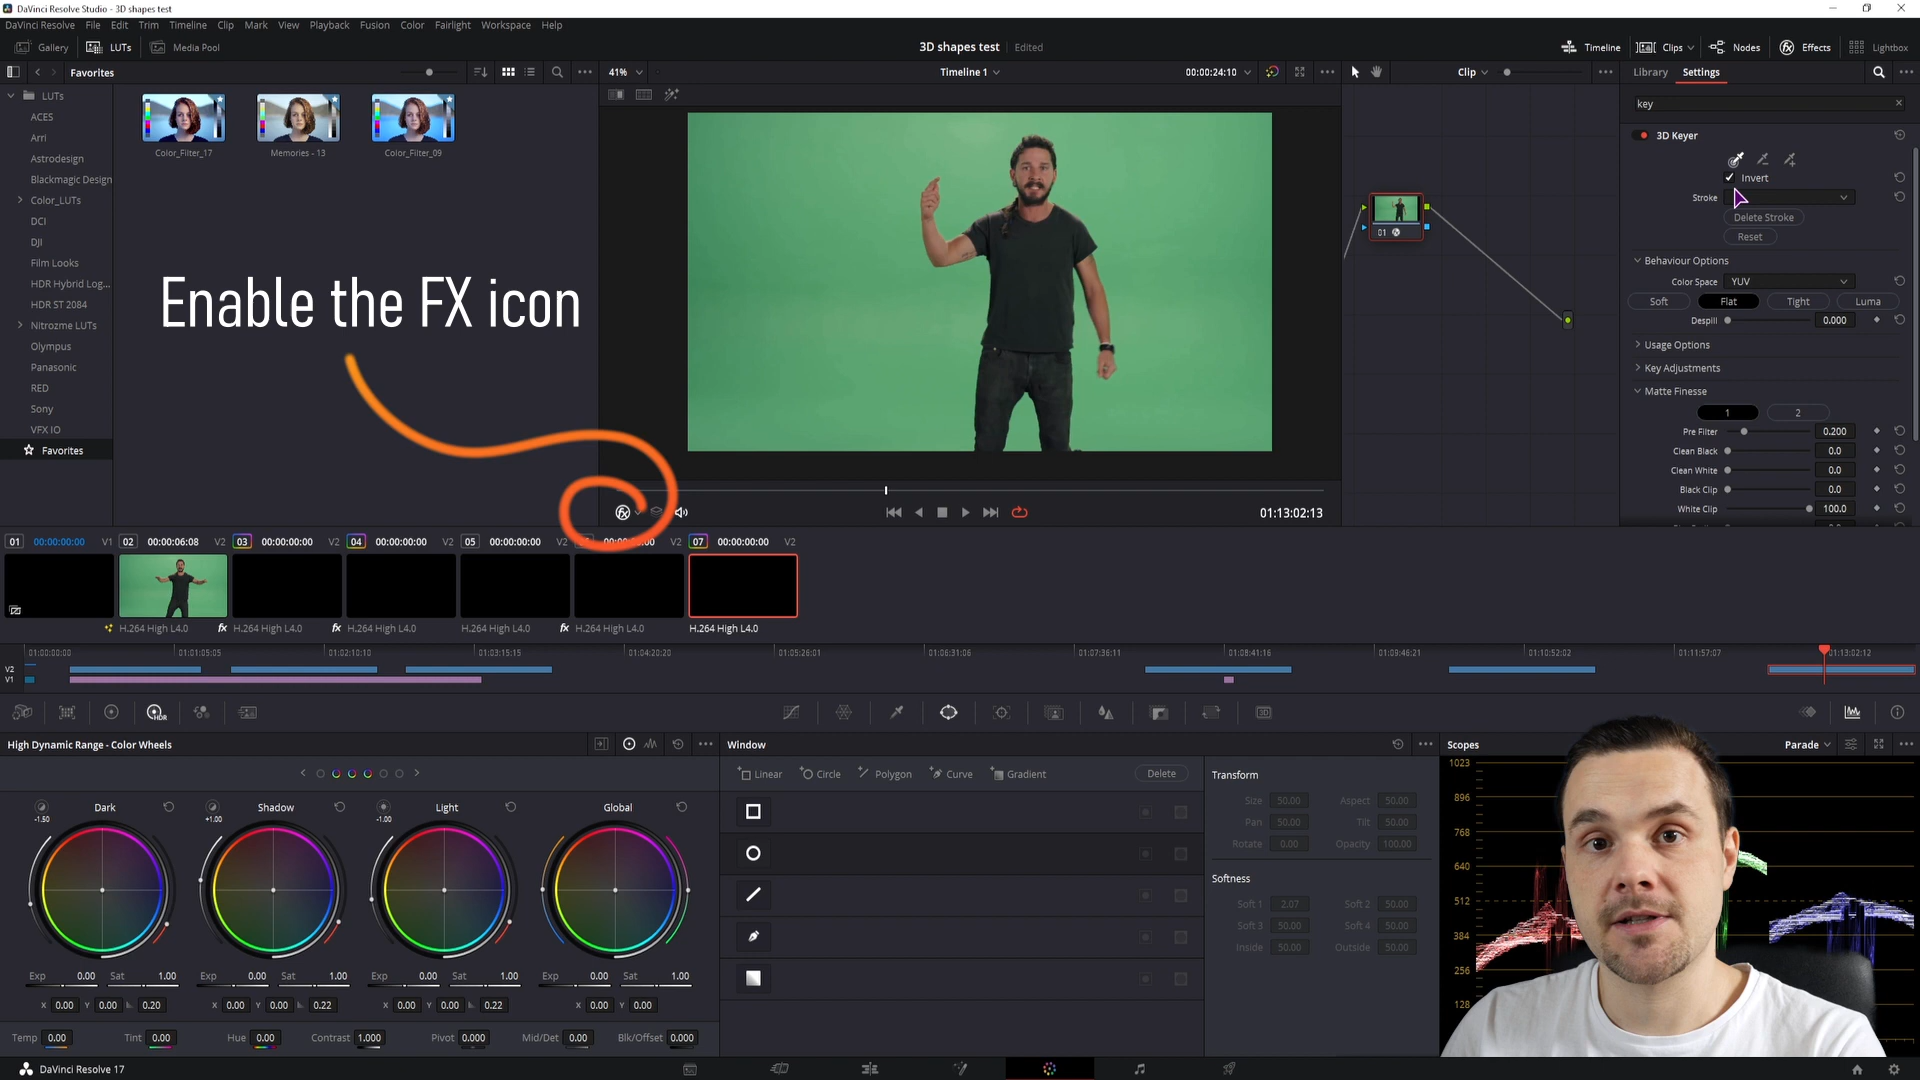 DaVinci Resolve Studio - 3D shapes test
DaVinci Resolve File Edit Trim Timeline Clip Mark View Playback Fusion Color Fairlight Workspace Help
Gallery LUTs Media Pool 3D shapes test Edited Timeline Clips Nodes Effects Lightbox
Favorites 41% Timeline 1 00:00:24:10 Clip Library Settings
LUTs
ACES
Arri
Astrodesign
Blackmagic Design
Color_LUTs
DCI
DJI
Film Looks
HDR Hybrid Log...
HDR ST 2084
Nitrozme LUTs
Olympus
Panasonic
RED
Sony
VFX IO
Favorites
Color_Filter_17 Memories - 13 Color_Filter_09
Enable the FX icon
01
key
3D Keyer
Invert
Stroke
Delete Stroke
Reset
Behaviour Options
Color Space YUV
Soft Flat Tight Luma
Despill 0.000
Usage Options
Key Adjustments
Matte Finesse
1 2
Pre Filter 0.200
Clean Black 0.0
Clean White 0.0
Black Clip 0.0
White Clip 100.0
fx 01:13:02:13
01 00:00:00:00 V1 02 00:00:06:08 V2 03 00:00:00:00 V2 04 00:00:00:00 V2 05 00:00:00:00 V2 00:00 V2 07 00:00:00:00 V2
H.264 High L4.0 fx H.264 High L4.0 fx H.264 High L4.0 H.264 High L4.0 fx H.264 High L4.0 H.264 High L4.0
01:00:00:00 01:01:05:05 01:02:10:10 01:03:15:15 01:04:20:20 01:05:26:01 01:06:31:06 01:07:36:11 01:08:41:16 01:09:46:21 01:10:52:02 01:11:57:07 01:13:02:12
V2
V1
HDR 3D
High Dynamic Range - Color Wheels
Dark Shadow Light Global
-1.50 +1.00 -1.00
Exp 0.00 Sat 1.00 Exp 0.00 Sat 1.00 Exp 0.00 Sat 1.00 Exp 0.00 Sat 1.00
X 0.00 Y 0.00 0.20 X 0.00 Y 0.00 0.22 X 0.00 Y 0.00 0.22 X 0.00 Y 0.00
Temp 0.00 Tint 0.00 Hue 0.00 Contrast 1.000 Pivot 0.000 Mid/Det 0.00 Blk/Offset 0.000
Window
Linear Circle Polygon Curve Gradient Delete
Transform
Size 50.00 Aspect 50.00
Pan 50.00 Tilt 50.00
Rotate 0.00 Opacity 100.00
Softness
Soft 1 2.07 Soft 2 50.00
Soft 3 50.00 Soft 4 50.00
Inside 50.00 Outside 50.00
Scopes Parade
1023
896
768
640
512
384
256
128
DaVinci Resolve 17